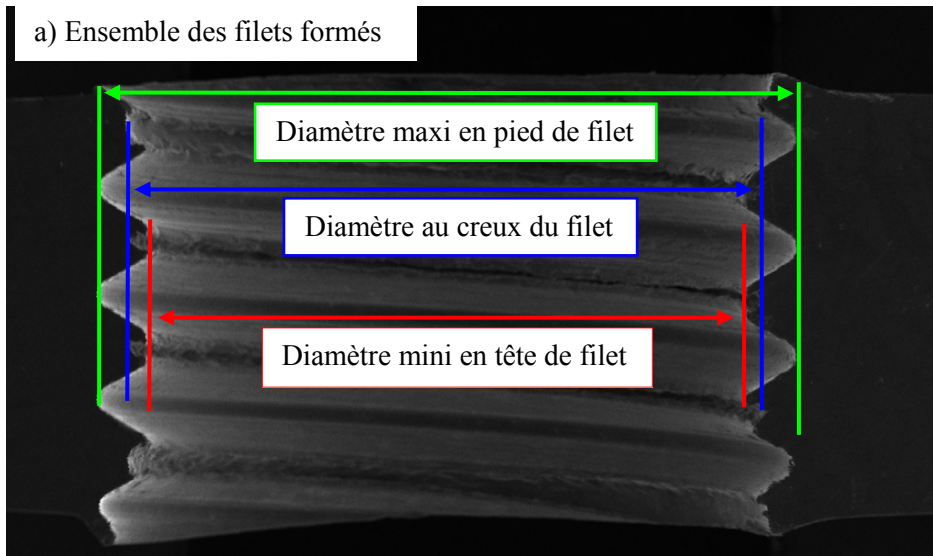 a) Ensemble des filets formés
Diamètre maxi en pied de filet
Diamètre au creux du filet
Diamètre mini en tête de filet